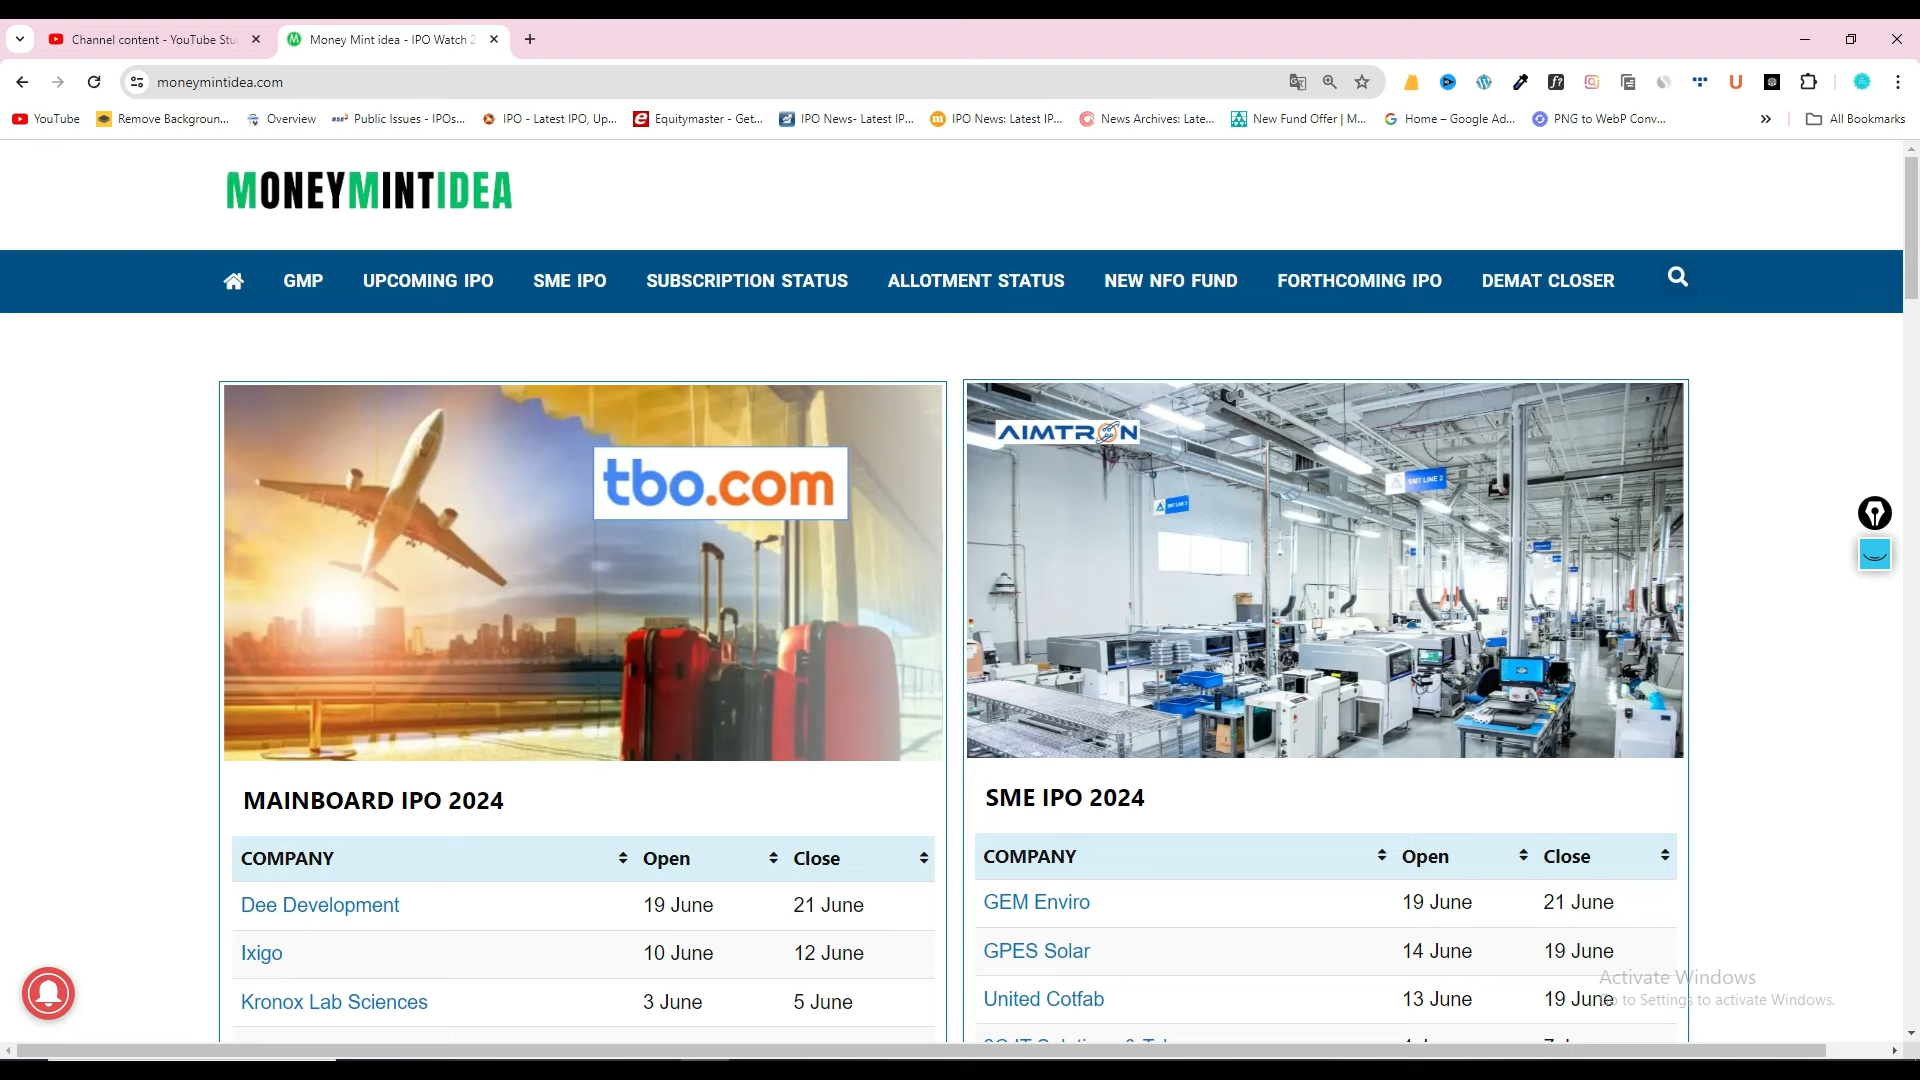 Channel content - YouTube Stu
Money Mint idea - IPO Watch 2
moneymintidea.com
YouTube
Remove Backgroun...
Overview
Public Issues - IPOs...
IPO - Latest IPO, Up...
Equitymaster - Get...
IPO News- Latest IP...
IPO News: Latest IP...
News Archives: Late...
New Fund Offer | M...
Home – Google Ad...
PNG to WebP Conv...
All Bookmarks
MONEYMINTIDEA
GMP
UPCOMING IPO
SME IPO
SUBSCRIPTION STATUS
ALLOTMENT STATUS
NEW NFO FUND
FORTHCOMING IPO
DEMAT CLOSER
tbo.com
AIMTRON
SMT LINE 2
MAINBOARD IPO 2024
COMPANY Open Close
Dee Development 19 June 21 June
Ixigo 10 June 12 June
Kronox Lab Sciences 3 June 5 June
SME IPO 2024
COMPANY Open Close
GEM Enviro 19 June 21 June
GPES Solar 14 June 19 June
United Cotfab 13 June 19 June
Activate Windows
Go to Settings to activate Windows.